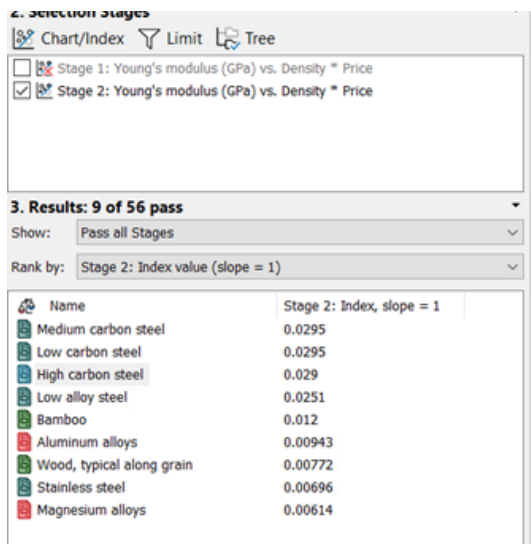 2. Selection Stages
Chart/Index Limit Tree
Stage 1: Young's modulus (GPa) vs. Density * Price
Stage 2: Young's modulus (GPa) vs. Density * Price
3. Results: 9 of 56 pass
Show: Pass all Stages
Rank by: Stage 2: Index value (slope = 1)
Name Stage 2: Index, slope = 1
Medium carbon steel 0.0295
Low carbon steel 0.0295
High carbon steel 0.029
Low alloy steel 0.0251
Bamboo 0.012
Aluminum alloys 0.00943
Wood, typical along grain 0.00772
Stainless steel 0.00696
Magnesium alloys 0.00614